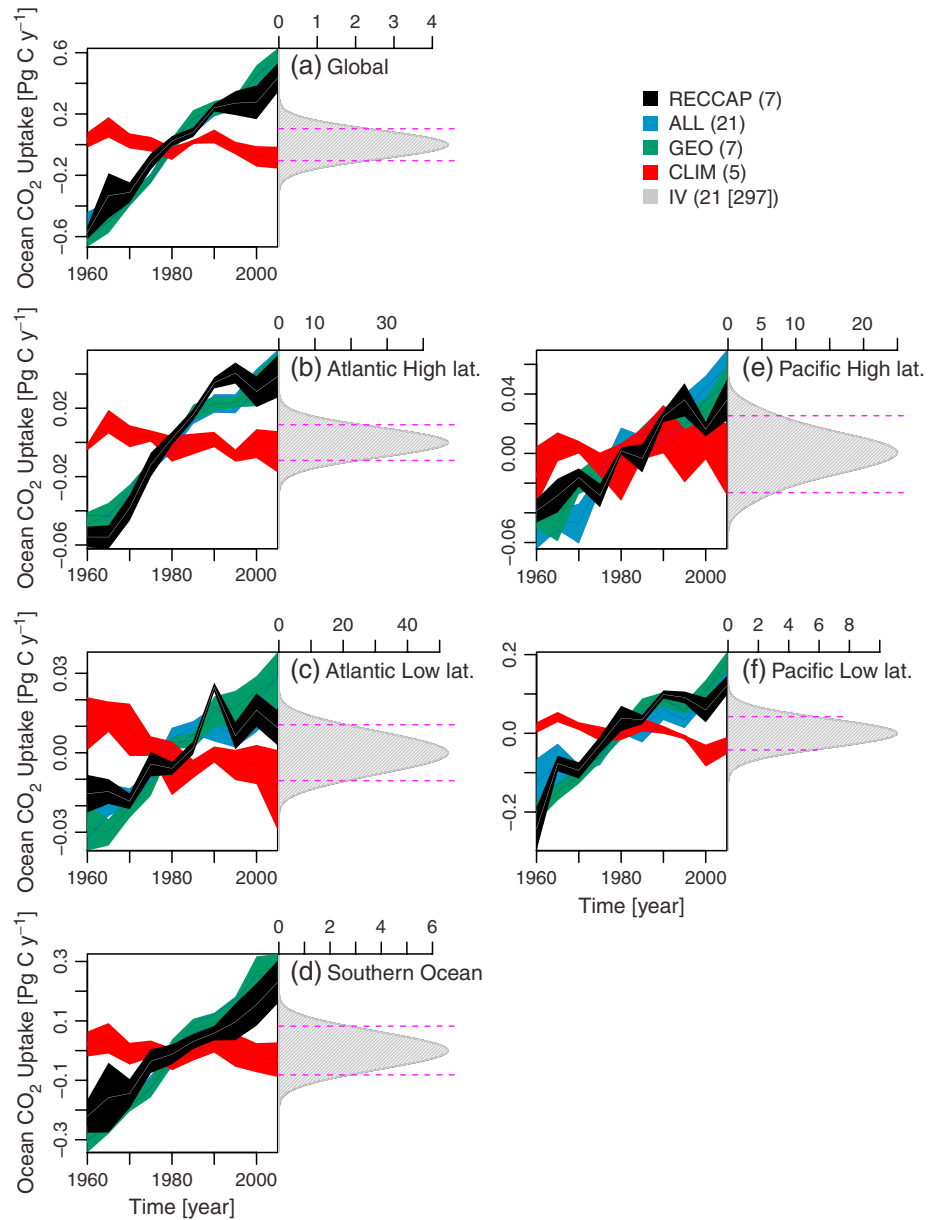 0 1 2 3 4
Ocean CO2 Uptake [Pg C y−1]
−0.6 −0.2 0.2 0.6
(a) Global
1960 1980 2000
RECCAP (7)
ALL (21)
GEO (7)
CLIM (5)
IV (21 [297])
0 10 30
Ocean CO2 Uptake [Pg C y−1]
−0.06 −0.02 0.02
(b) Atlantic High lat.
1960 1980 2000
0 5 10 20
−0.06 0.00 0.04
(e) Pacific High lat.
1960 1980 2000
0 20 40
Ocean CO2 Uptake [Pg C y−1]
−0.03 0.00 0.03
(c) Atlantic Low lat.
1960 1980 2000
0 2 4 6 8
−0.2 0.0 0.2
(f) Pacific Low lat.
1960 1980 2000
Time [year]
0 1 2 3 4 6
Ocean CO2 Uptake [Pg C y−1]
−0.3 −0.1 0.1 0.3
(d) Southern Ocean
1960 1980 2000
Time [year]